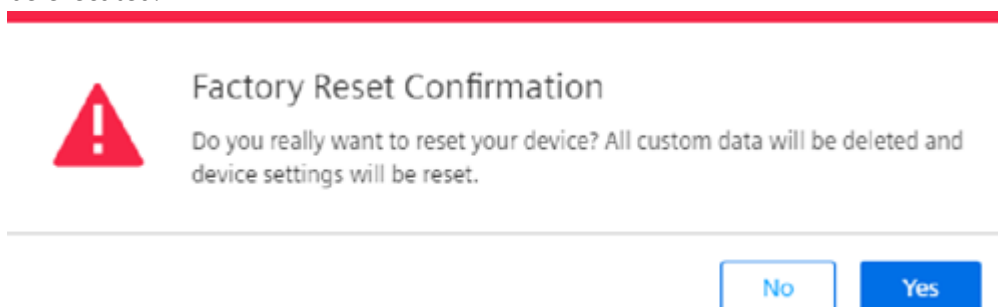 Factory Reset Confirmation
Do you really want to reset your device? All custom data will be deleted and
device settings will be reset.
No
Yes